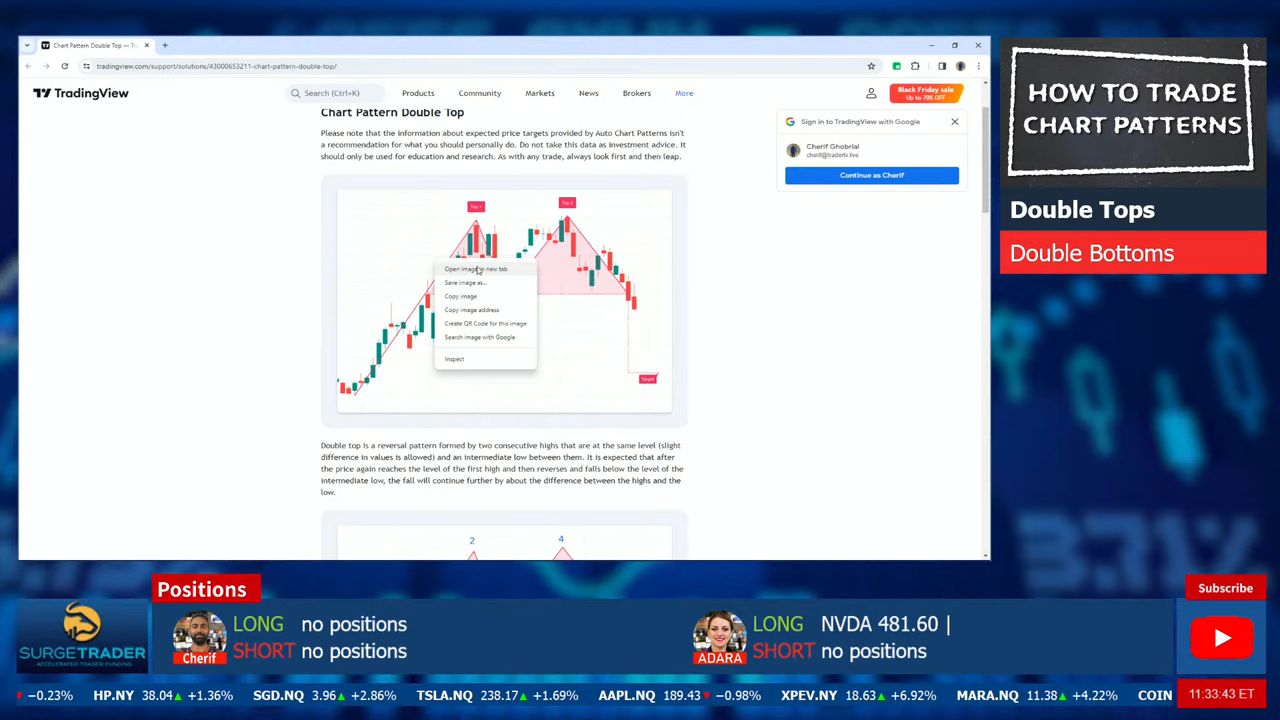 Chart Pattern Double Top — Tra
tradingview.com/support/solutions/43000653211-chart-pattern-double-top/
TradingView
Search (Ctrl+K)
Products
Community
Markets
News
Brokers
More
Black Friday sale
Up to 70% OFF
Chart Pattern Double Top
Please note that the information about expected price targets provided by Auto Chart Patterns isn't
a recommendation for what you should personally do. Do not take this data as investment advice. It
should only be used for education and research. As with any trade, always look first and then leap.
Sign in to TradingView with Google
Cherif Ghobrial
cherif@tradertv.live
Continue as Cherif
Top 1
Top 2
Open image in new tab
Save image as...
Copy image
Copy image address
Create QR Code for this image
Search image with Google
Inspect
Target
Double top is a reversal pattern formed by two consecutive highs that are at the same level (slight
difference in values is allowed) and an intermediate low between them. It is expected that after
the price again reaches the level of the first high and then reverses and falls below the level of the
intermediate low, the fall will continue further by about the difference between the highs and the
low.
2
4
HOW TO TRADE
CHART PATTERNS
Double Tops
Double Bottoms
Positions
Subscribe
SURGETRADER
ACCELERATED TRADER FUNDING
Cherif
LONG no positions
SHORT no positions
ADARA
LONG NVDA 481.60 |
SHORT no positions
−0.23% HP.NY 38.04 +1.36% SGD.NQ 3.96 +2.86% TSLA.NQ 238.17 +1.69% AAPL.NQ 189.43 −0.98% XPEV.NY 18.63 +6.92% MARA.NQ 11.38 +4.22% COIN
11:33:43 ET